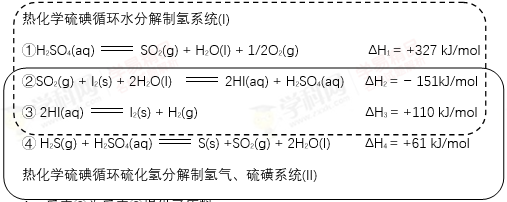 热化学硫碘循环水分解制氢系统(I)
①H₂SO₄(aq) ══ SO₂(g) + H₂O(l) + 1/2O₂(g) ΔH₁ = +327 kJ/mol
②SO₂(g) + I₂(s) + 2H₂O(l) ══ 2HI(aq) + H₂SO₄(aq) ΔH₂ = − 151kJ/mol
③ 2HI(aq) ══ I₂(s) + H₂(g) ΔH₃ = +110 kJ/mol
④ H₂S(g) + H₂SO₄(aq) ══ S(s) +SO₂(g) + 2H₂O(l) ΔH₄ = +61 kJ/mol
热化学硫碘循环硫化氢分解制氢气、硫磺系统(II)